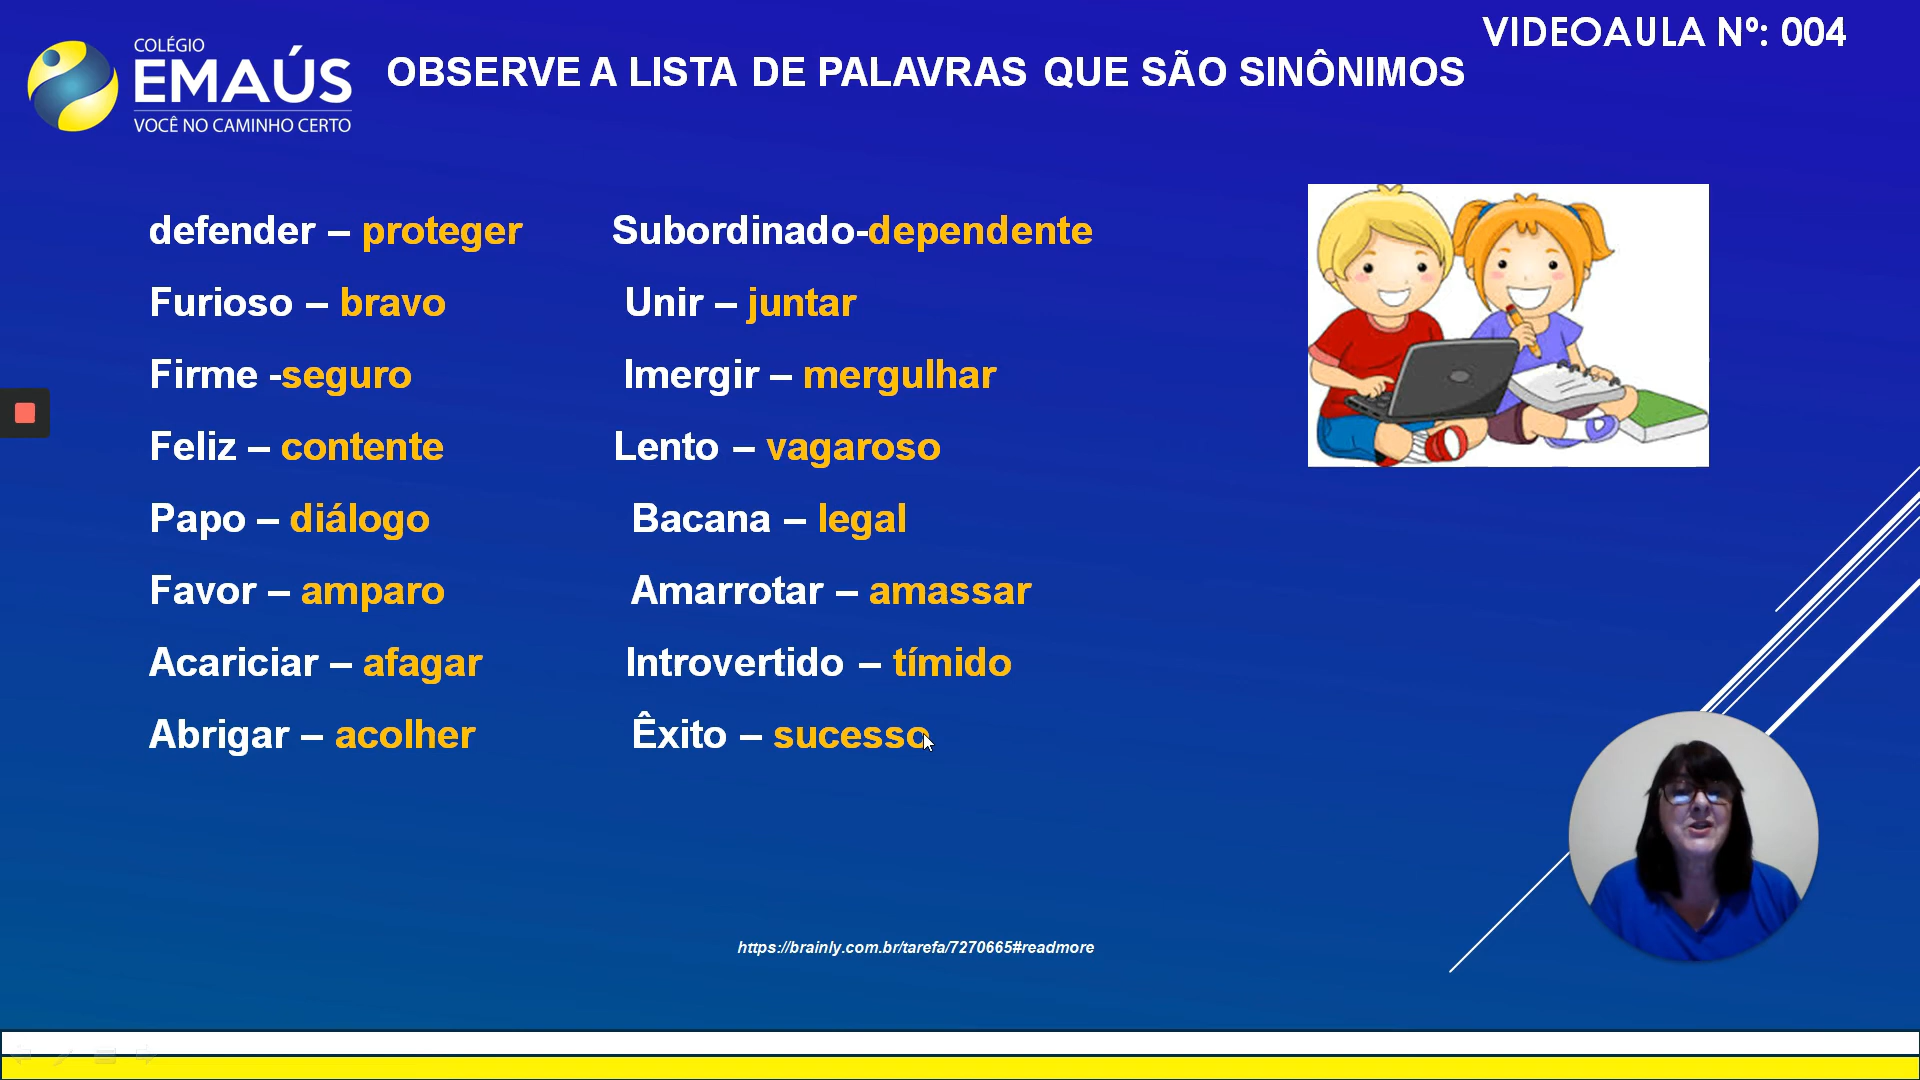 VIDEOAULA Nº: 004
COLÉGIO
EMAÚS
VOCÊ NO CAMINHO CERTO
OBSERVE A LISTA DE PALAVRAS QUE SÃO SINÔNIMOS
defender – proteger
Furioso – bravo
Firme -seguro
Feliz – contente
Papo – diálogo
Favor – amparo
Acariciar – afagar
Abrigar – acolher
Subordinado-dependente
Unir – juntar
Imergir – mergulhar
Lento – vagaroso
Bacana – legal
Amarrotar – amassar
Introvertido – tímido
Êxito – sucesso
https://brainly.com.br/tarefa/7270665#readmore